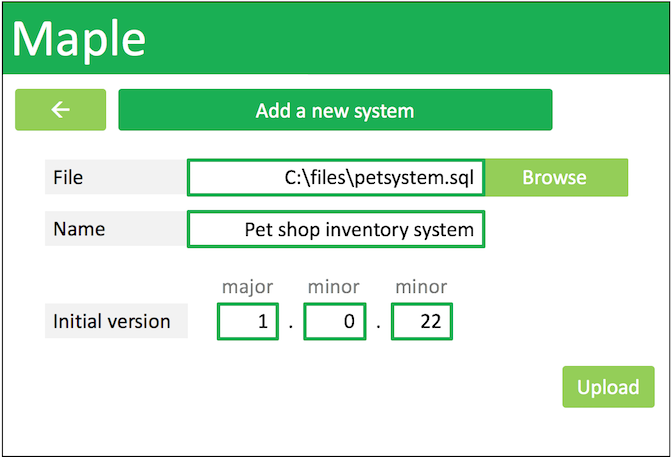 Maple
← Add a new system
File C:\files\petsystem.sql Browse
Name Pet shop inventory system
major minor minor
Initial version 1 . 0 . 22
Upload